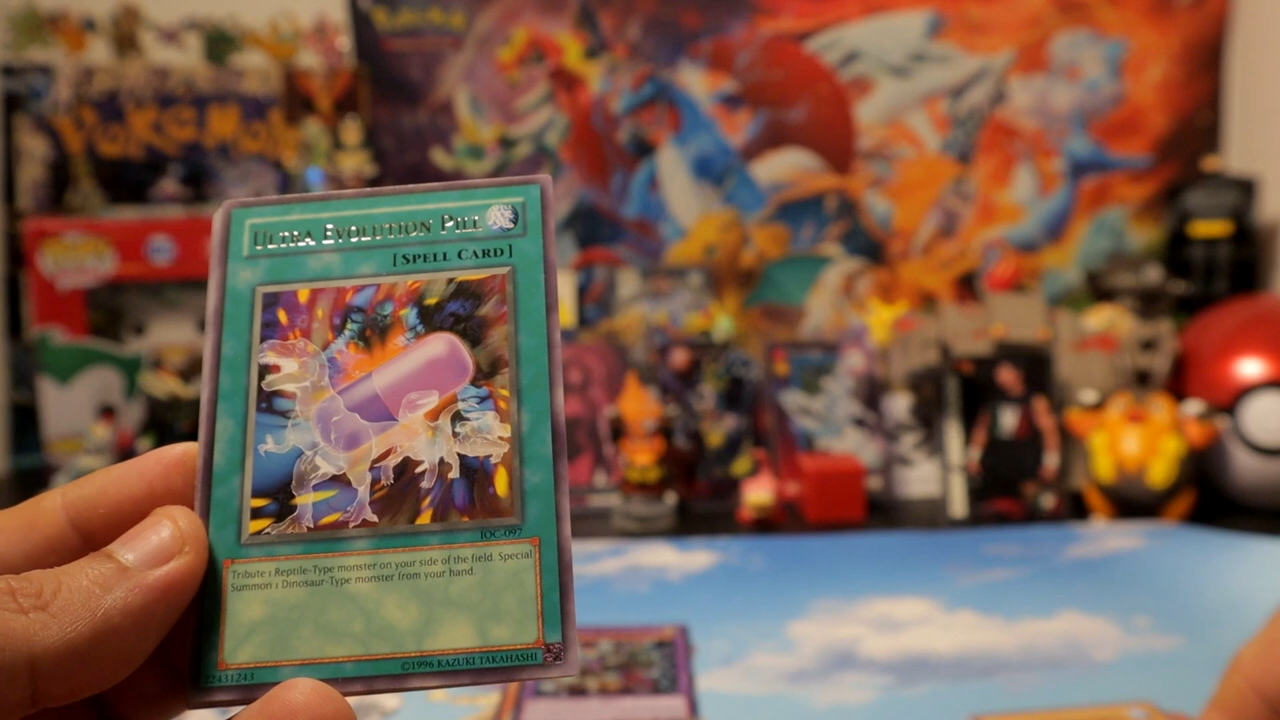 POKéMON
ULTRA EVOLUTION PILL
[SPELL CARD]
IOC-097
Tribute 1 Reptile-Type monster on your side of the field. Special
Summon 1 Dinosaur-Type monster from your hand.
22431243
©1996 KAZUKI TAKAHASHI